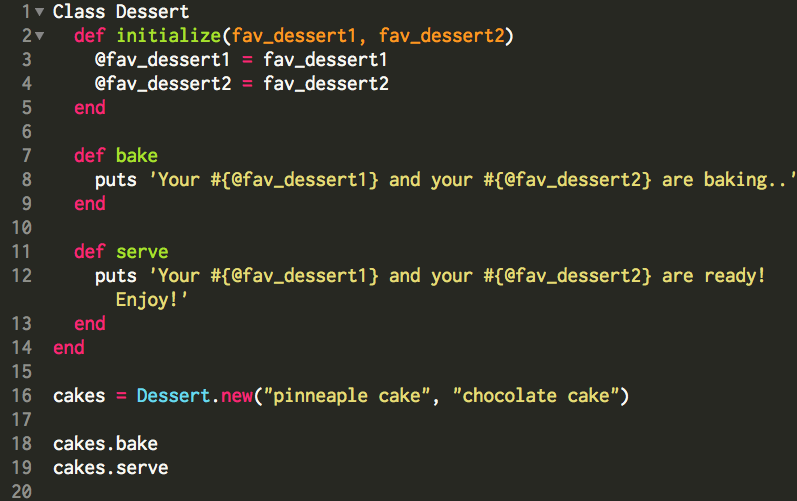 1 Class Dessert
2   def initialize(fav_dessert1, fav_dessert2)
3     @fav_dessert1 = fav_dessert1
4     @fav_dessert2 = fav_dessert2
5   end
6
7   def bake
8     puts 'Your #{@fav_dessert1} and your #{@fav_dessert2} are baking..'
9   end
10
11   def serve
12     puts 'Your #{@fav_dessert1} and your #{@fav_dessert2} are ready!
      Enjoy!'
13   end
14 end
15
16 cakes = Dessert.new("pinneaple cake", "chocolate cake")
17
18 cakes.bake
19 cakes.serve
20